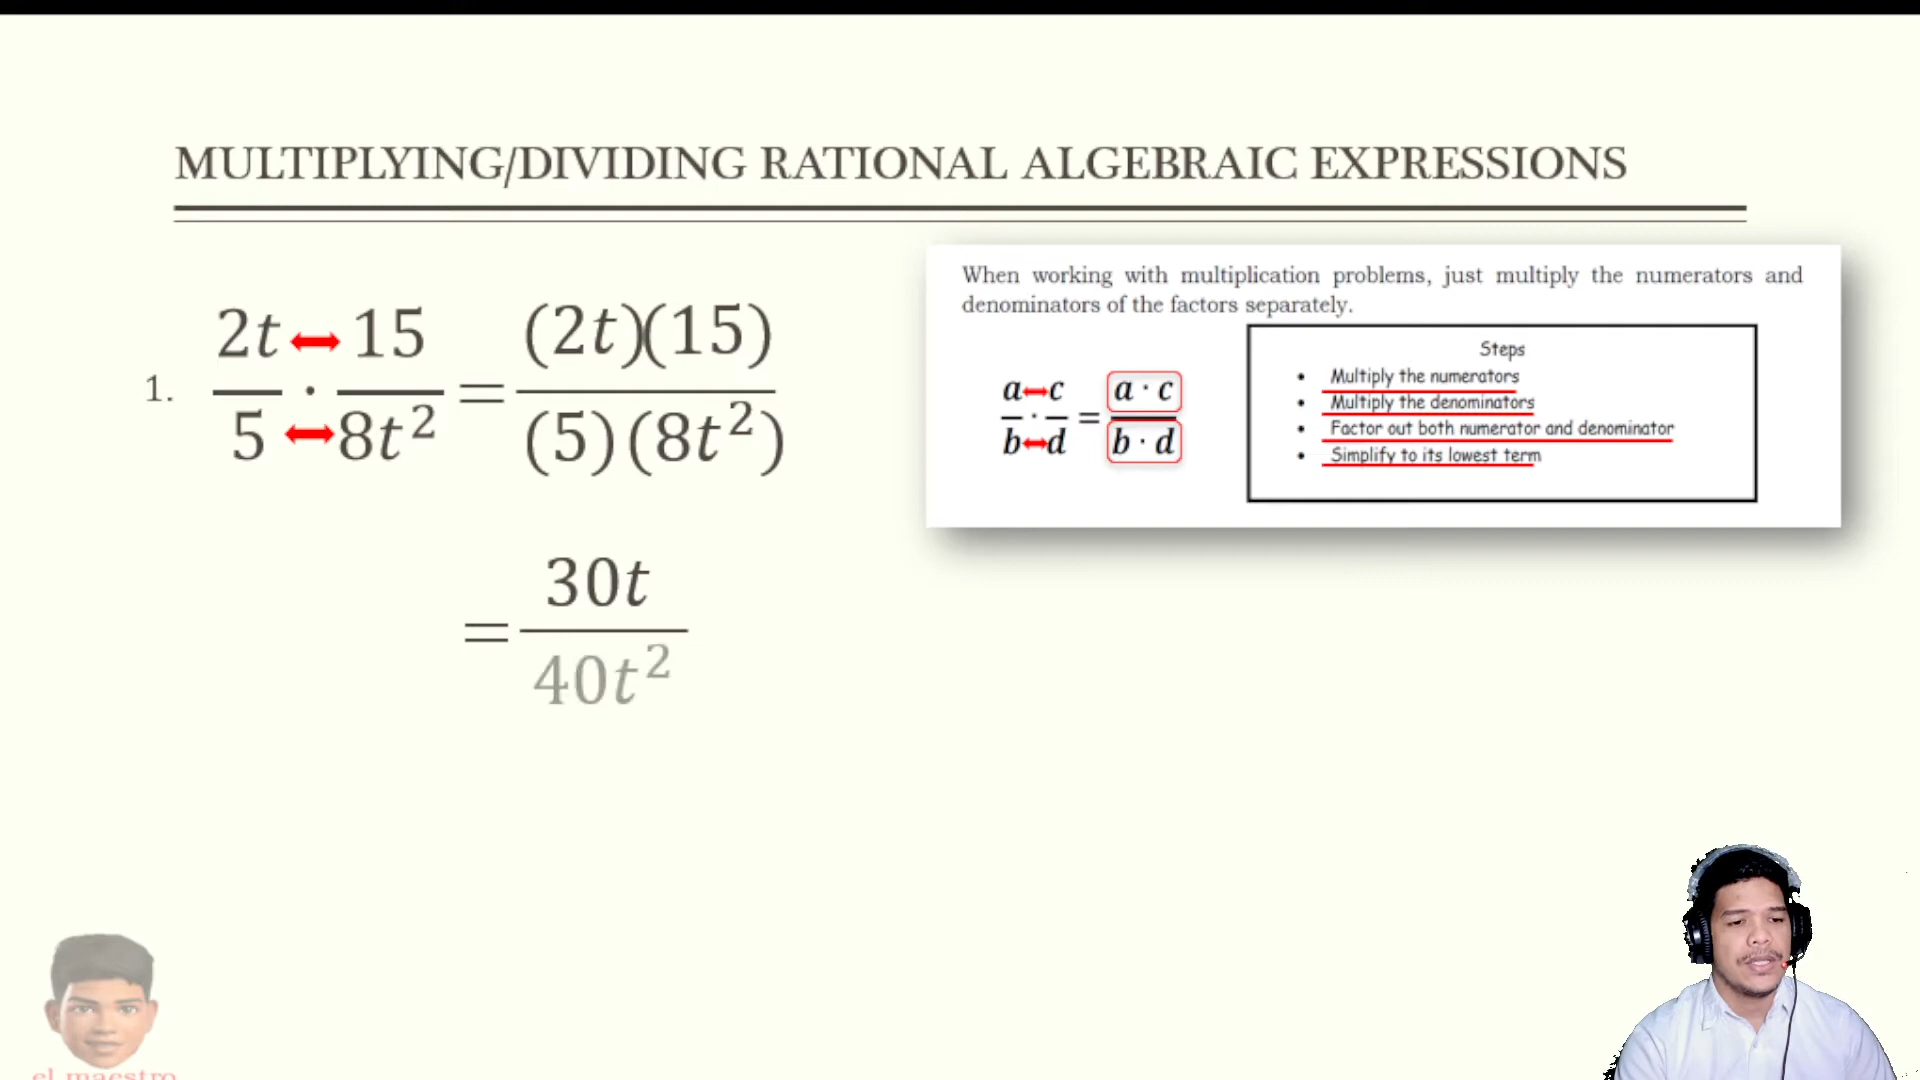 MULTIPLYING/DIVIDING RATIONAL ALGEBRAIC EXPRESSIONS
1. 2t/5 · 15/8t² = (2t)(15)/(5)(8t²)
= 30t/40t²
When working with multiplication problems, just multiply the numerators and
denominators of the factors separately.
a/b · c/d = a · c/b · d
Steps
• Multiply the numerators
• Multiply the denominators
• Factor out both numerator and denominator
• Simplify to its lowest term
el maestro